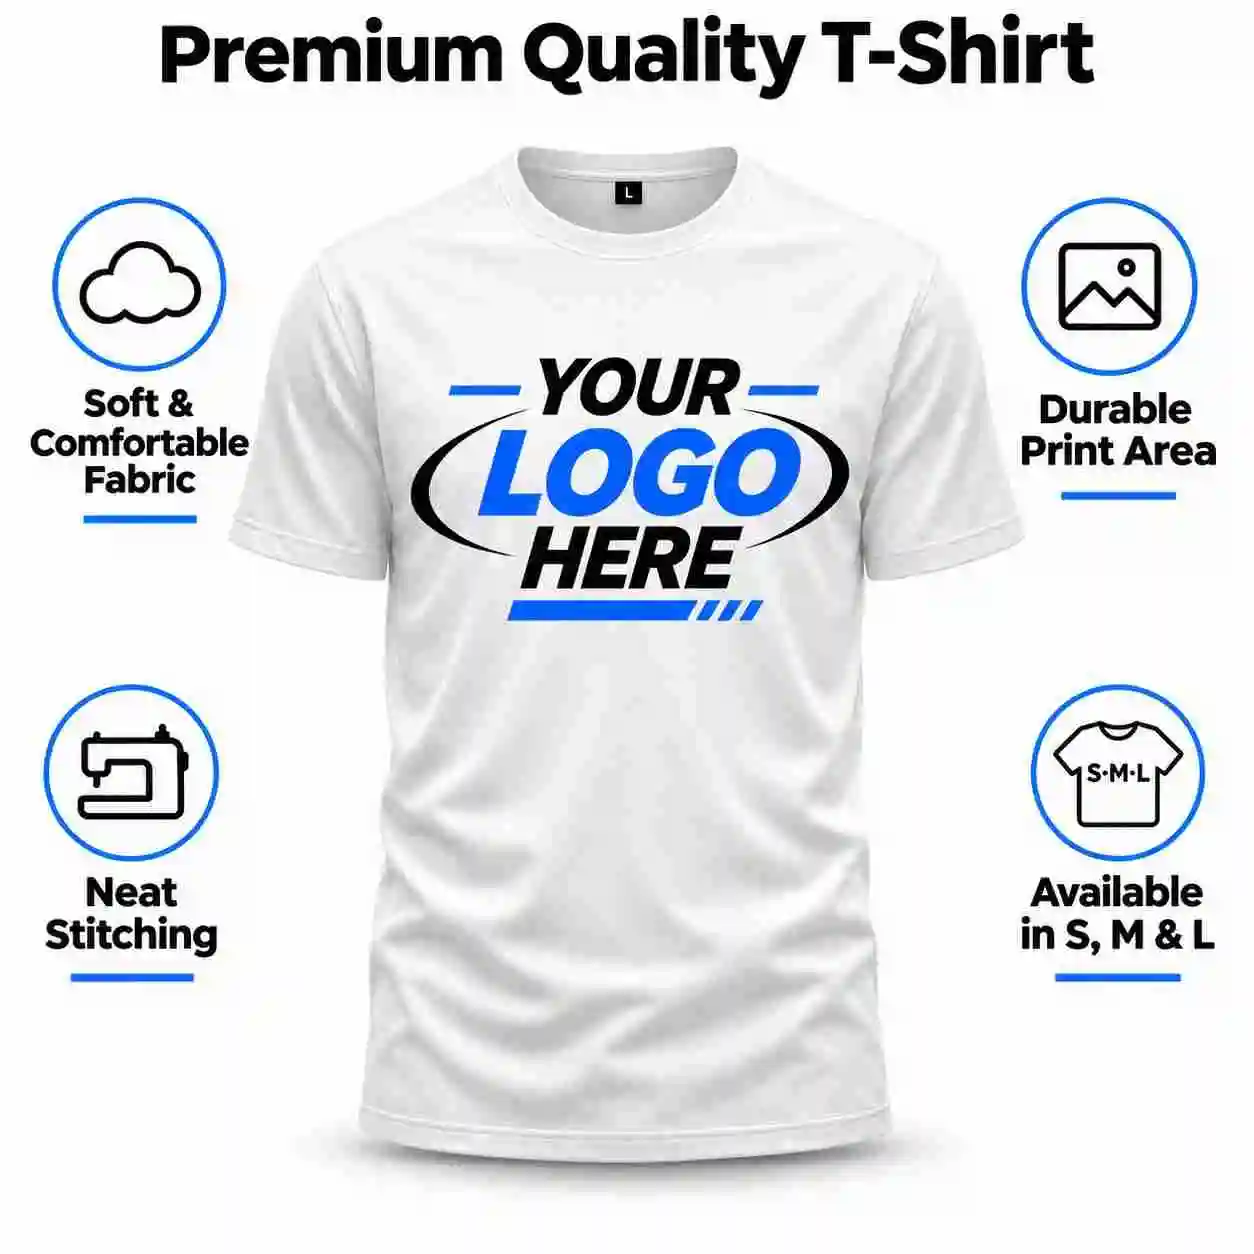 Premium Quality T-Shirt
L
YOUR
LOGO
HERE
Soft &
Comfortable
Fabric
Durable
Print Area
Neat
Stitching
S·M·L
Available
in S, M & L